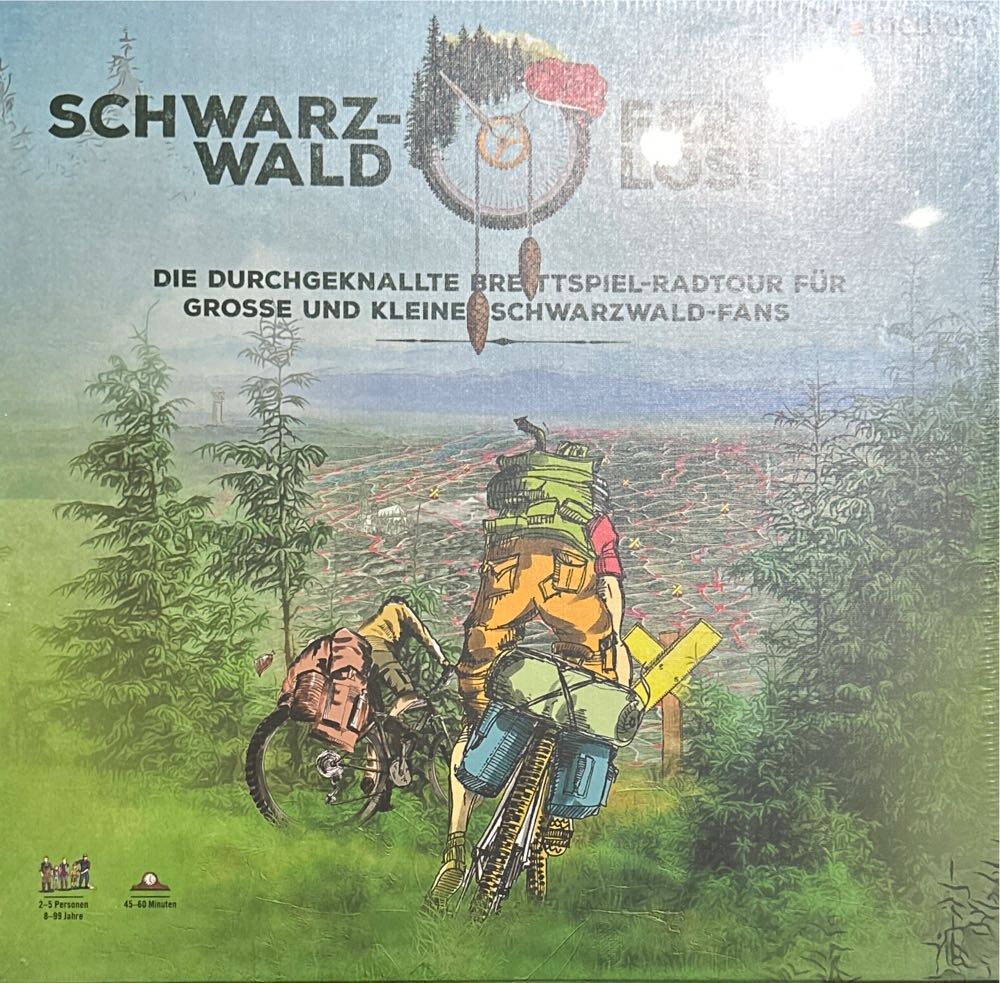 SCHWARZ-
WALD
LOS!
DIE DURCHGEKNALLTE BRETTSPIEL-RADTOUR FÜR
GROSSE UND KLEINE SCHWARZWALD-FANS
2–5 Personen
8–99 Jahre
45–60 Minuten